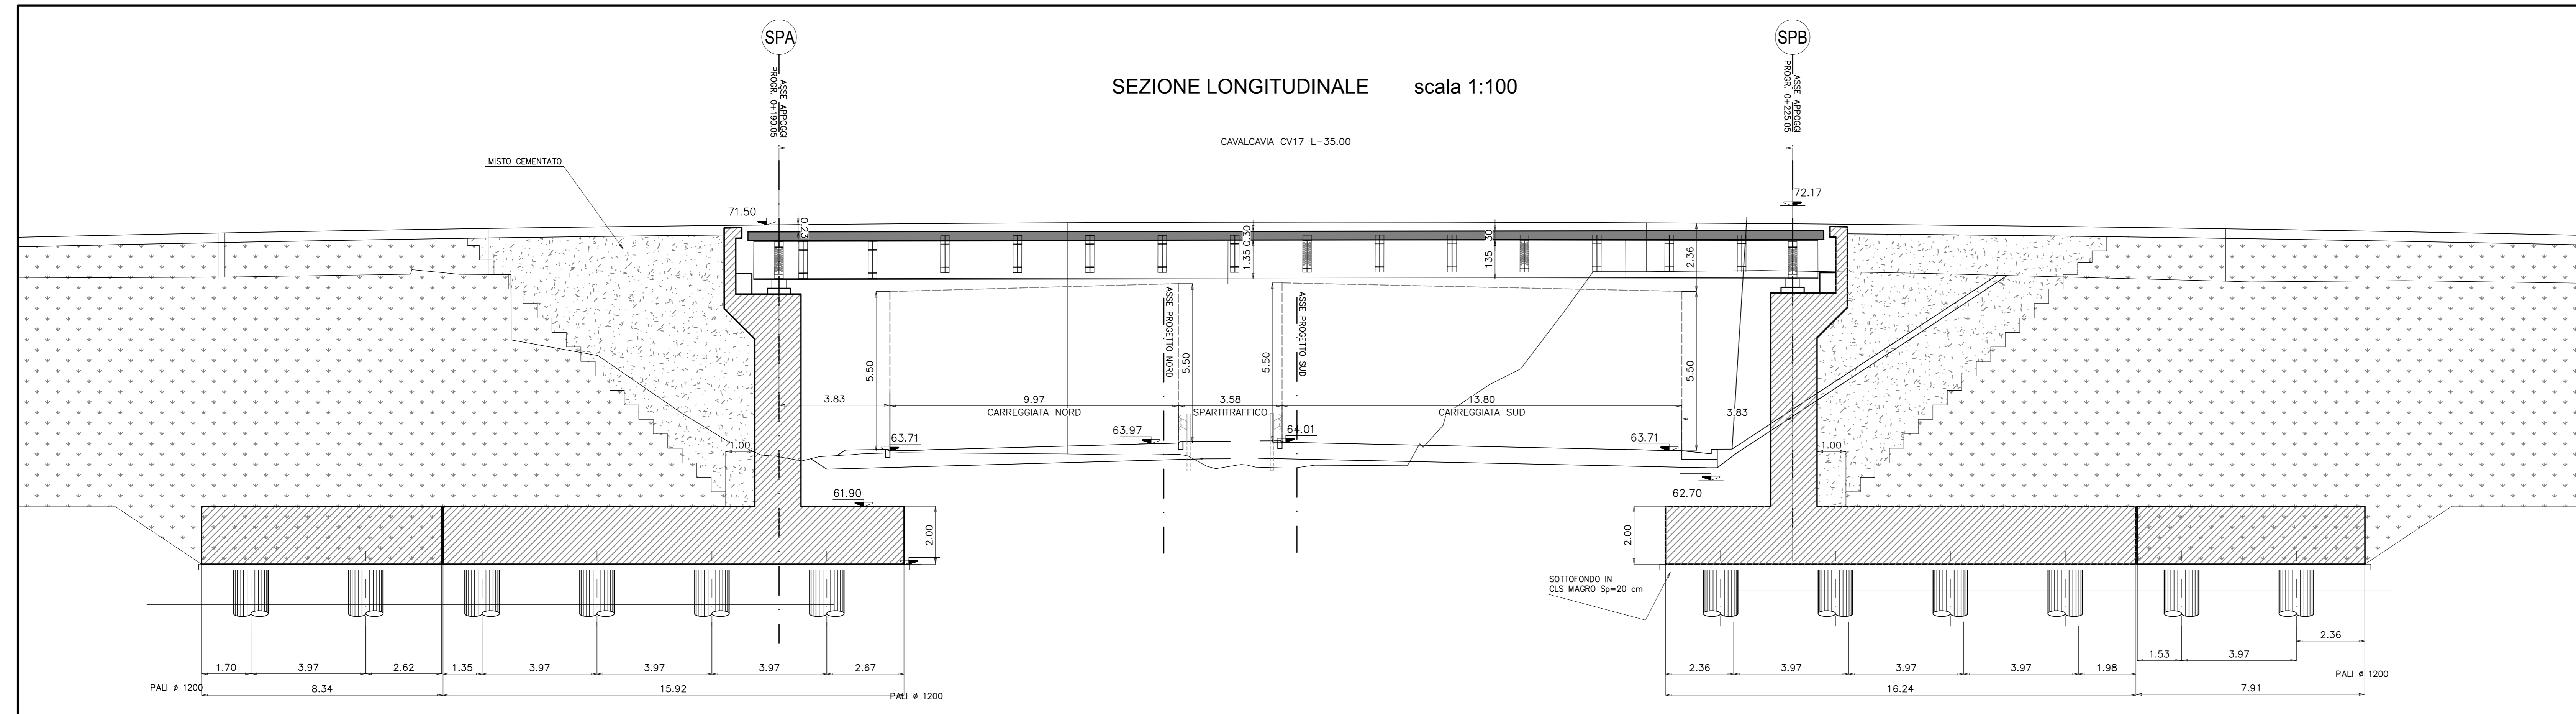 SPA
SPB
ASSE APPOGGI
PROGR. 0+190.05
ASSE APPOGGI
PROGR. 0+225.05
SEZIONE LONGITUDINALE scala 1:100
CAVALCAVIA CV17 L=35.00
MISTO CEMENTATO
71.50
72.17
0.23
0.30
1.35
.30
135
2.36
ASSE PROGETTO NORD
ASSE PROGETTO SUD
5.50
5.50
5.50
5.50
3.83
9.97
3.58
13.80
3.83
CARREGGIATA NORD
SPARTITRAFFICO
CARREGGIATA SUD
1.00
63.71
63.97
64.01
63.71
1.00
61.90
62.70
2.00
2.00
SOTTOFONDO IN
CLS MAGRO Sp=20 cm
1.70
3.97
2.62
1.35
3.97
3.97
3.97
2.67
8.34
15.92
PALI ø 1200
PALI ø 1200
2.36
3.97
3.97
3.97
1.98
1.53
3.97
2.36
16.24
7.91
PALI ø 1200